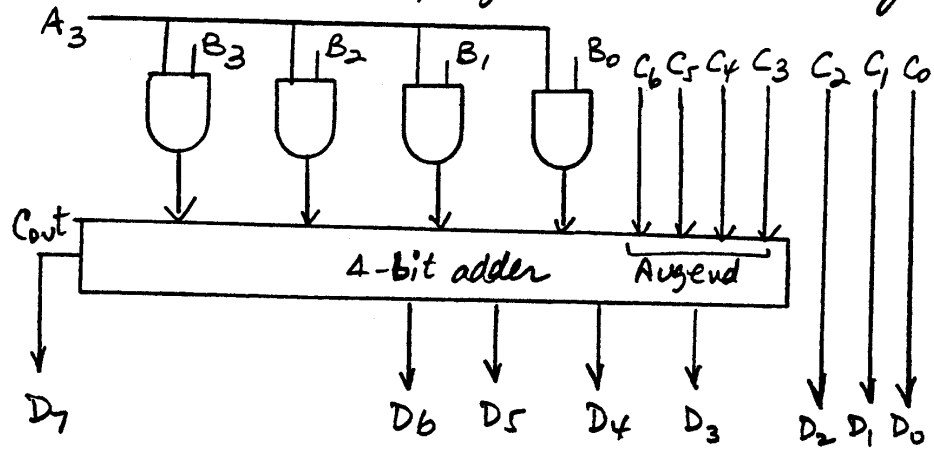 A3 B3 B2 B1 B0 C6 C5 C4 C3 C2 C1 C0
Cout
4-bit adder Augend
D7 D6 D5 D4 D3 D2 D1 D0